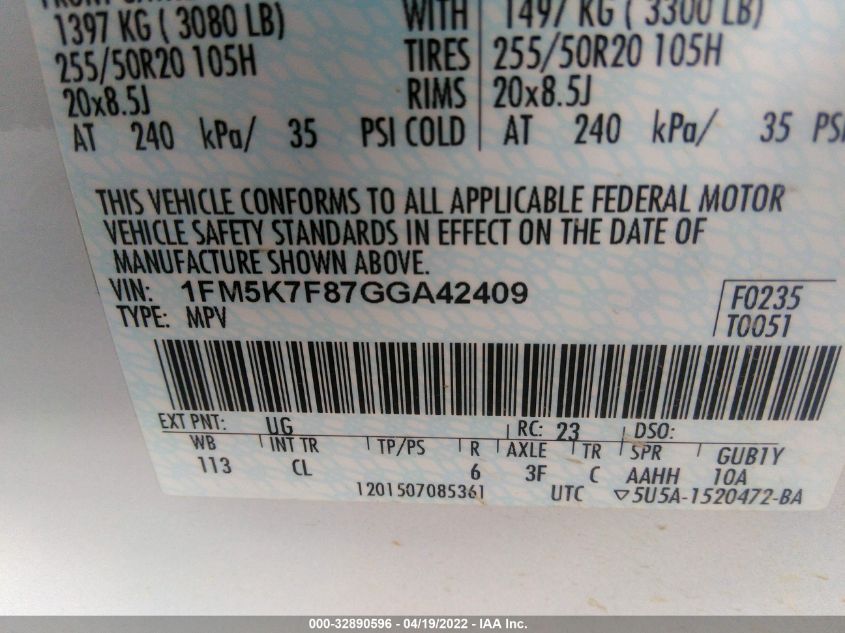 1397 KG ( 3080 LB) WITH 1497 KG ( 3300 LB)
255/50R20 105H TIRES 255/50R20 105H
20x8.5J RIMS 20x8.5J
AT 240 kPa/ 35 PSI COLD AT 240 kPa/ 35 PSI
THIS VEHICLE CONFORMS TO ALL APPLICABLE FEDERAL MOTOR
VEHICLE SAFETY STANDARDS IN EFFECT ON THE DATE OF
MANUFACTURE SHOWN ABOVE.
VIN: 1FM5K7F87GGA42409 F0235
TYPE: MPV T0051
EXT PNT: UG RC: 23 DSO:
WB INT TR TP/PS R AXLE TR SPR GUB1Y
113 CL 6 3F C AAHH 10A
1201507085361 UTC ▽5U5A-1520472-BA
000-32890596 - 04/19/2022 - IAA Inc.